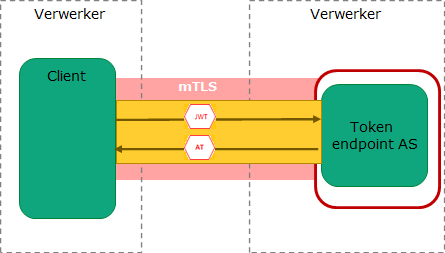 Verwerker
Verwerker
Client
mTLS
JWT
Token
endpoint AS
AT